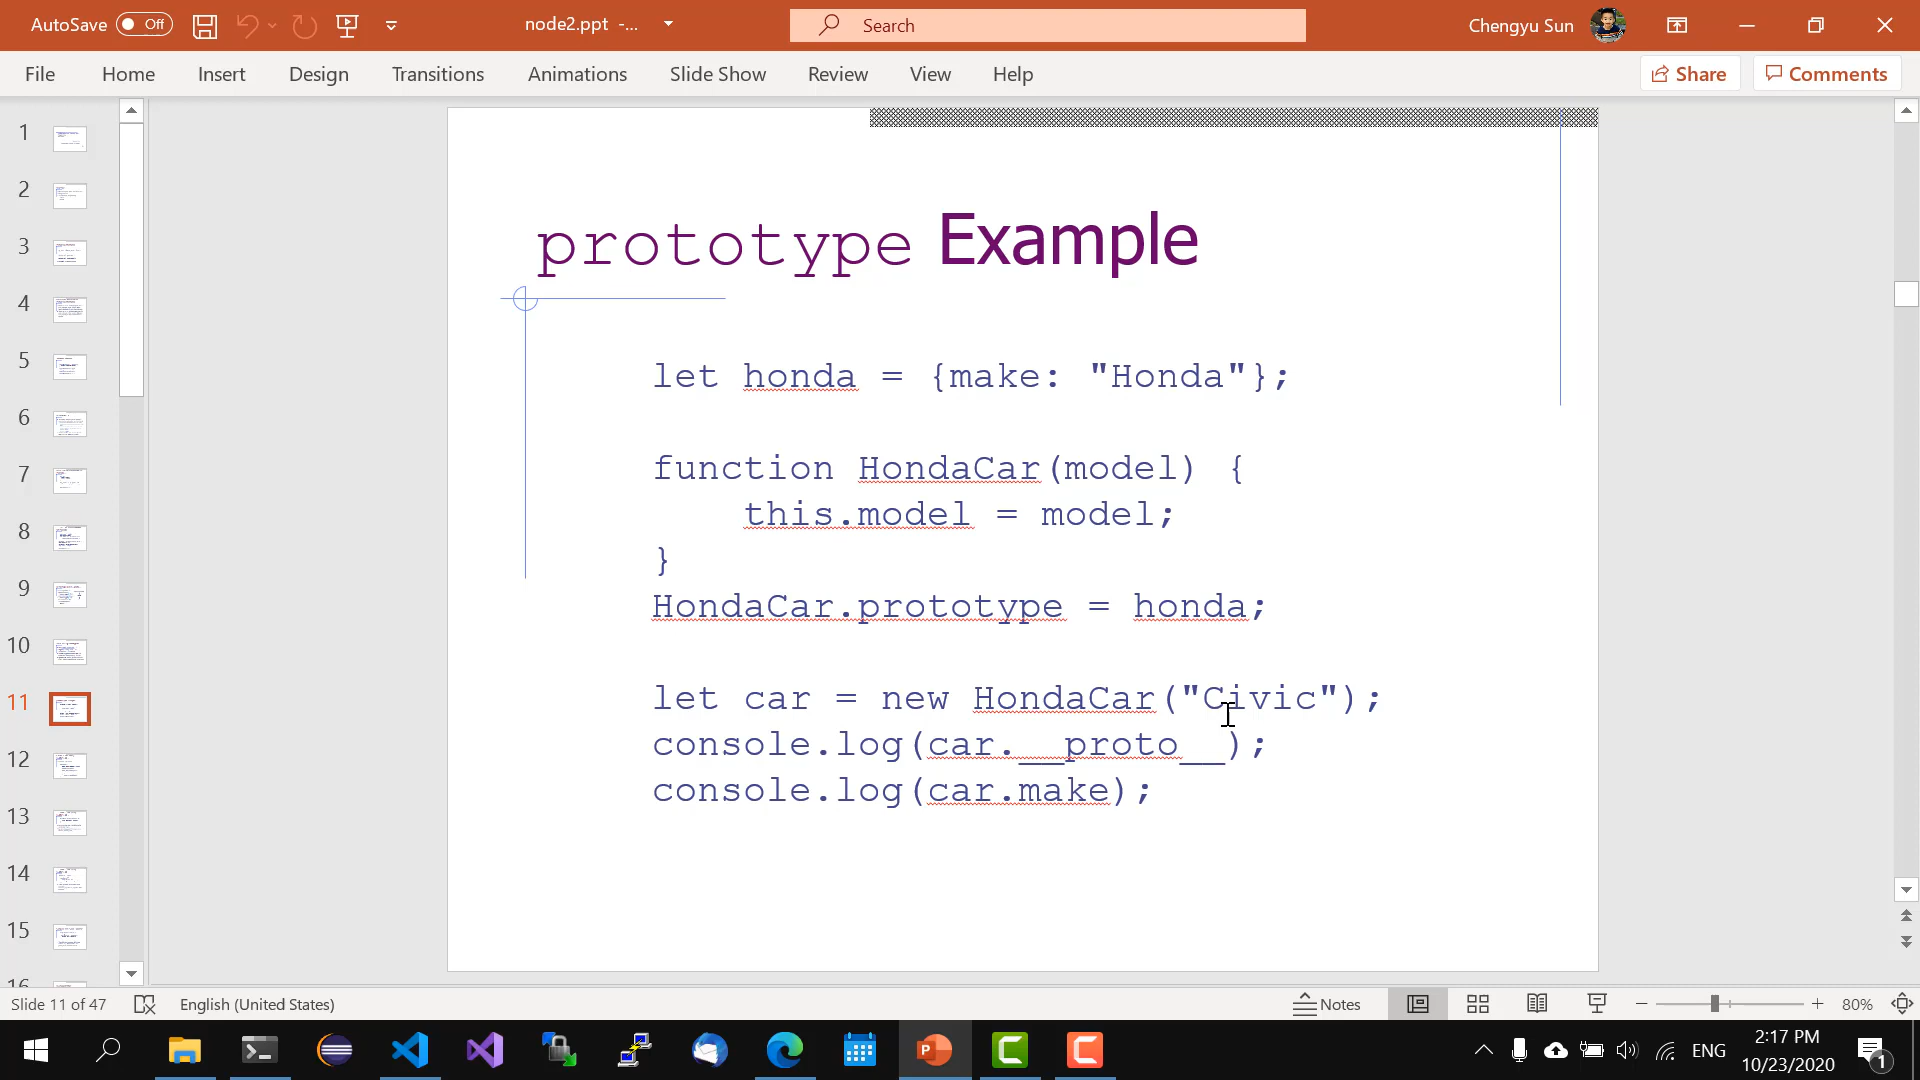 AutoSave Off node2.ppt -... Search Chengyu Sun
File Home Insert Design Transitions Animations Slide Show Review View Help Share Comments
1
2
3
4
5
6
7
8
9
10
11
12
13
14
15
prototype Example
let honda = {make: "Honda"};
function HondaCar(model) {
this.model = model;
}
HondaCar.prototype = honda;
let car = new HondaCar("Civic");
console.log(car.__proto__);
console.log(car.make);
Slide 11 of 47 English (United States) Notes 80%
ENG 2:17 PM 1
10/23/2020